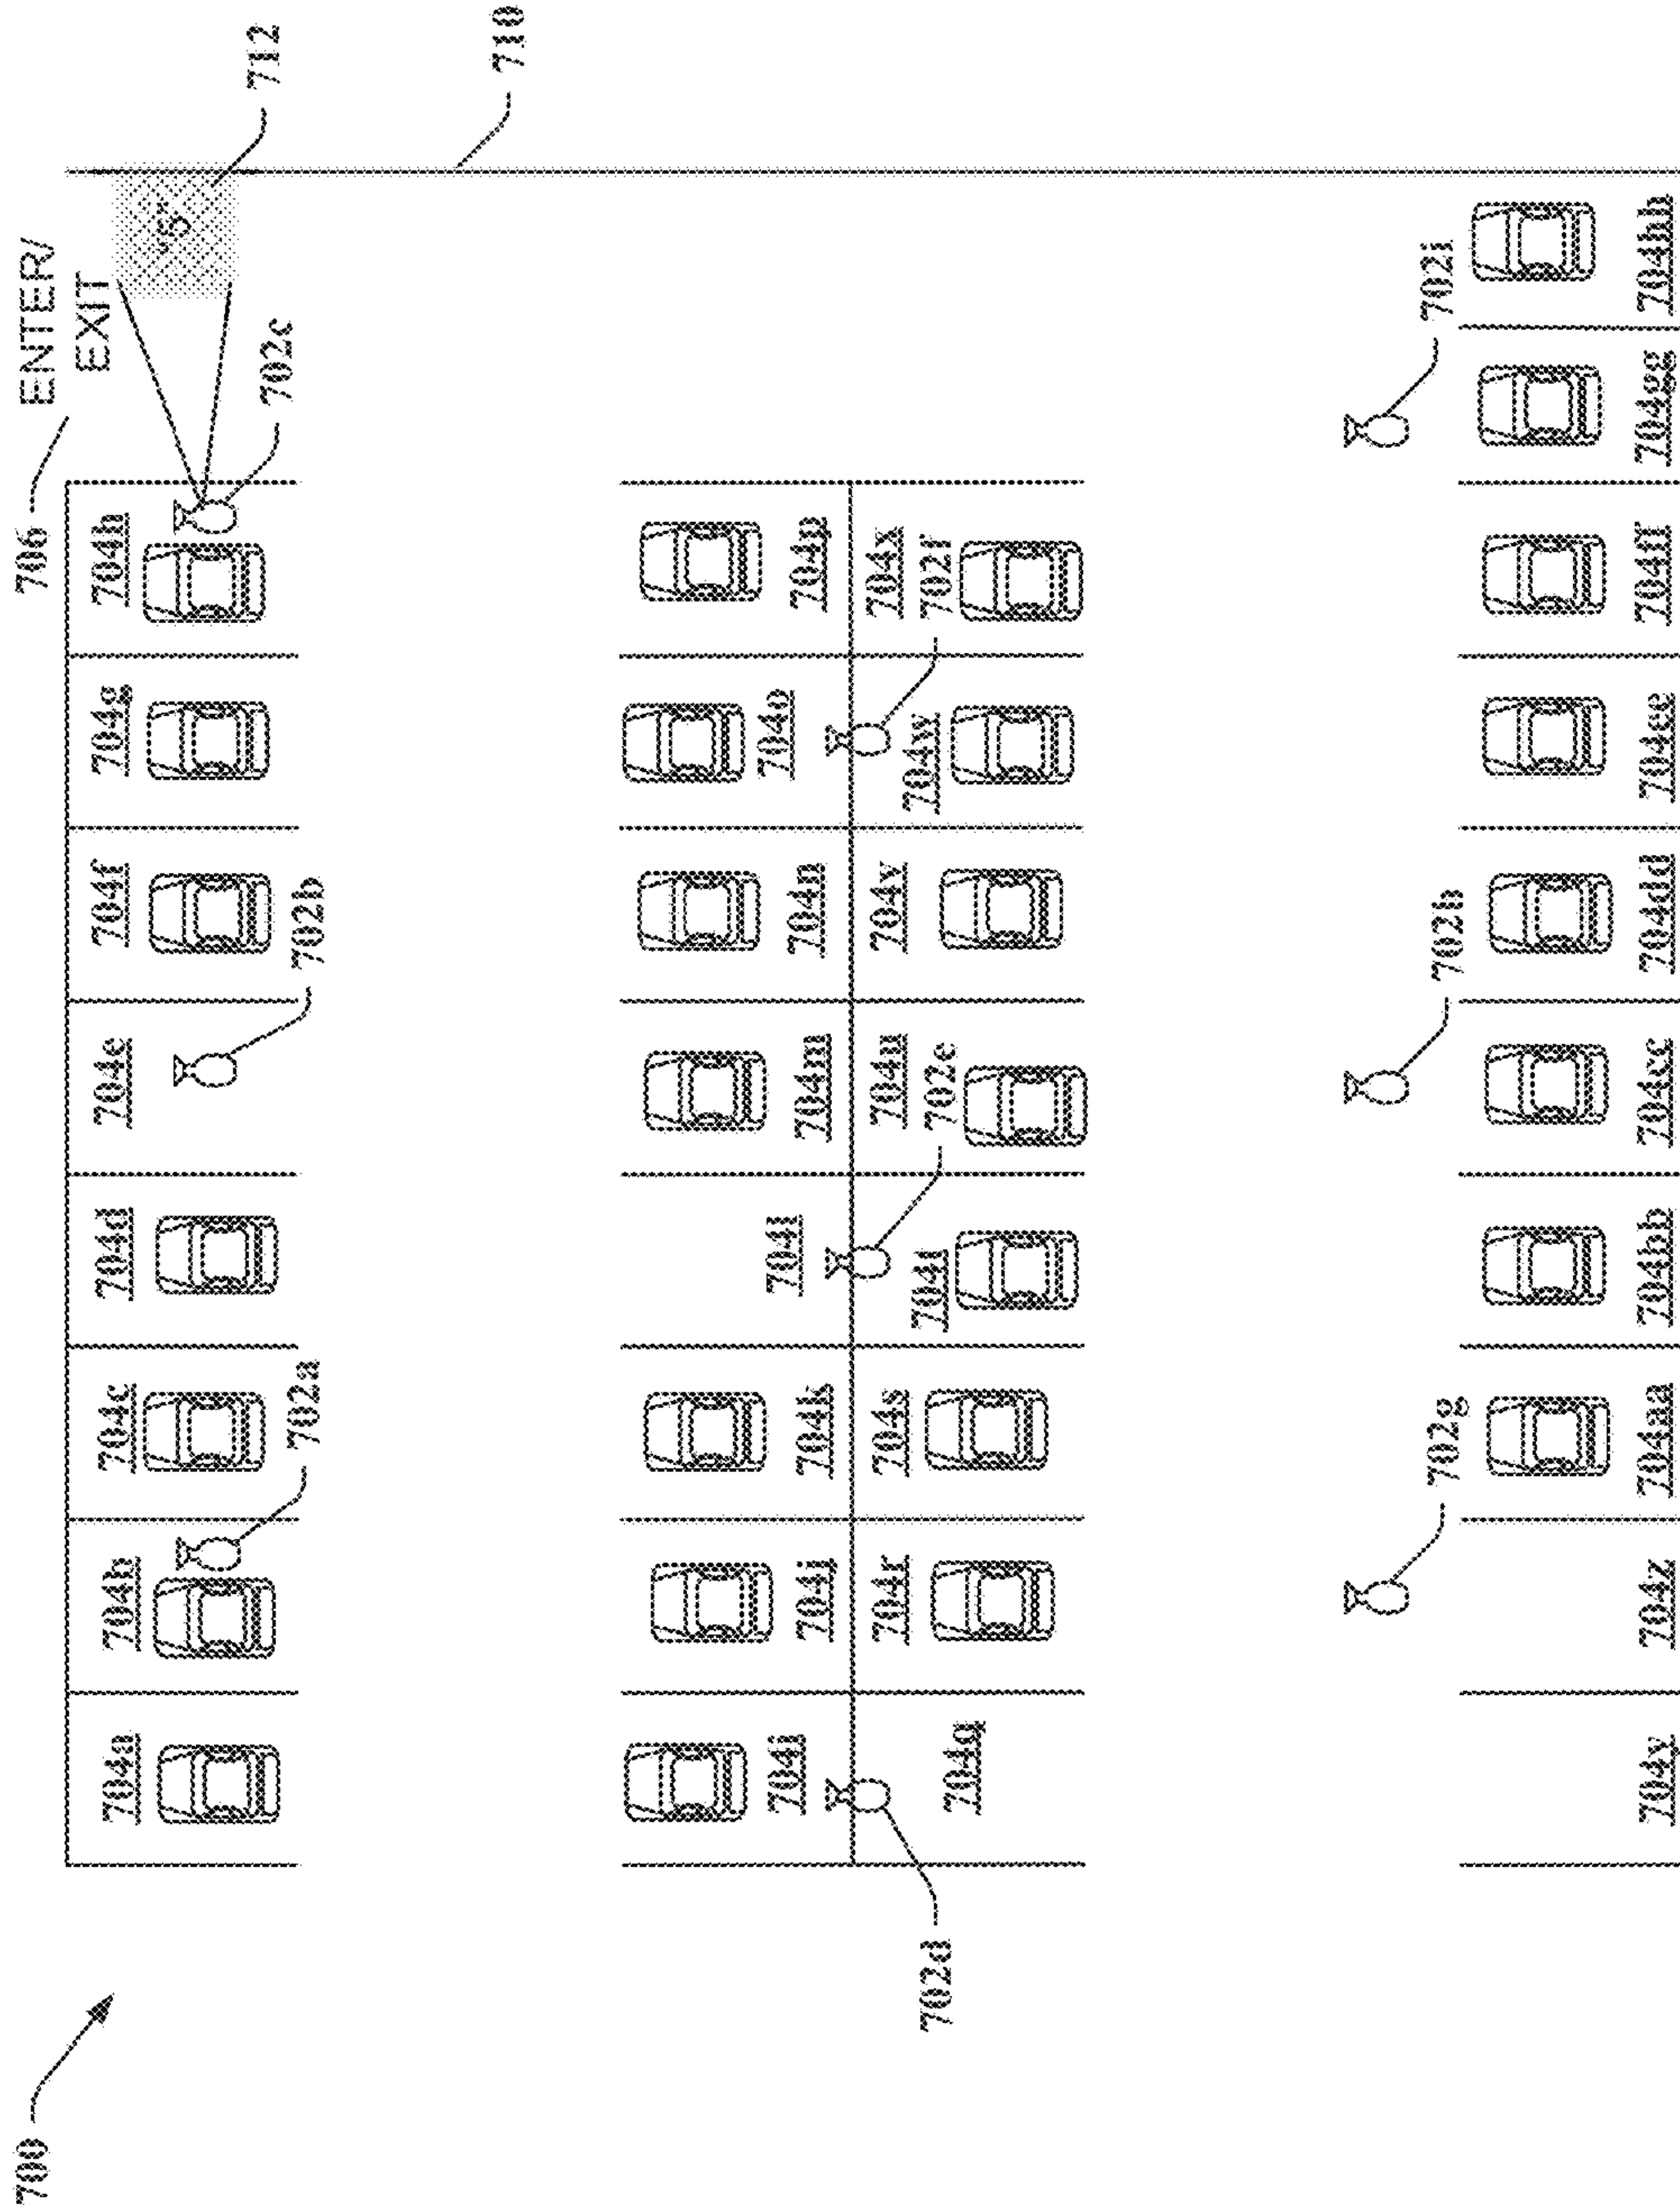 700
706
ENTER/
EXIT
704a
704b
704c
704d
704e
704f
704g
704h
"5"
712
702a
702b
702c
710
704i
704j
704k
704l
704m
704n
704o
704p
704q
704r
704s
704t
704u
704v
704w
704x
702d
702e
702f
702g
702h
702i
704y
704z
704aa
704bb
704cc
704dd
704ee
704ff
704gg
704hh